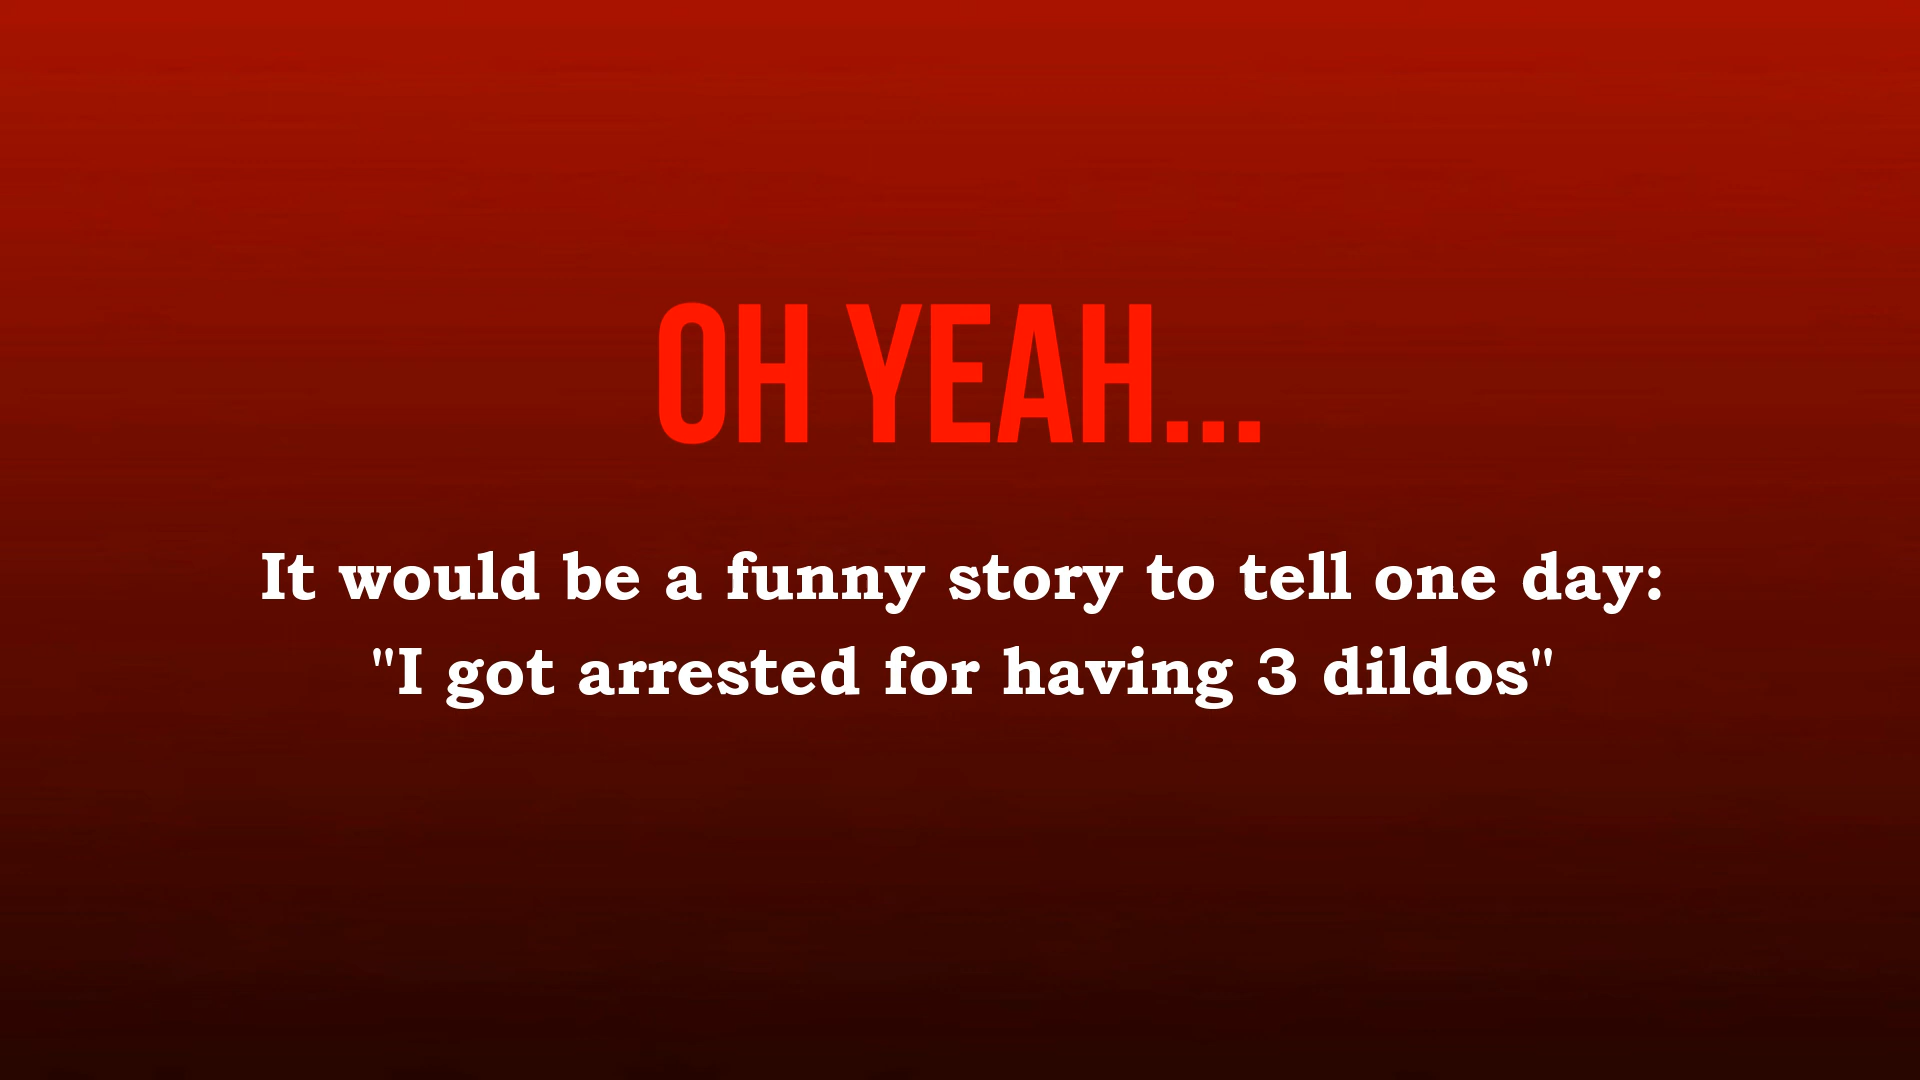 OH YEAH...
It would be a funny story to tell one day:
"I got arrested for having 3 dildos"